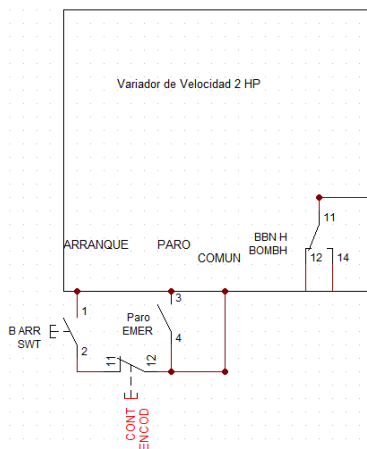 Variador de Velocidad 2 HP
11
BBN H
BOMBH
12
14
ARRANQUE
PARO
COMUN
1
3
Paro
EMER
4
B ARR
SWT
2
11
12
CONT
ENCOD